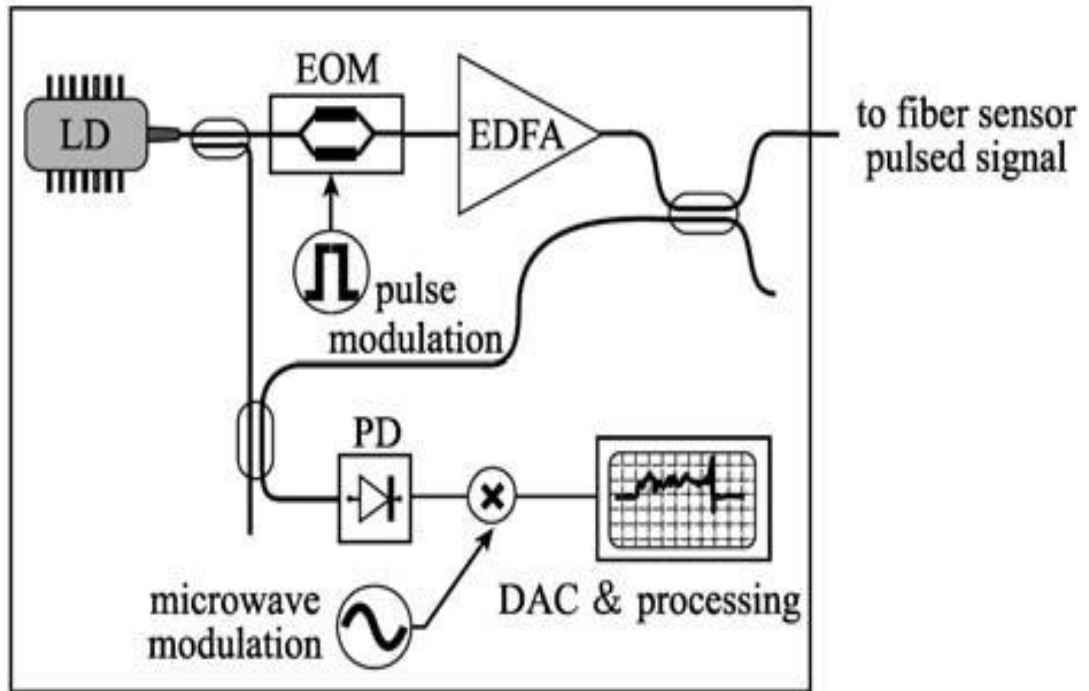 EOM
LD
EDFA
to fiber sensor
pulsed signal
pulse
modulation
PD
microwave
modulation
DAC & processing